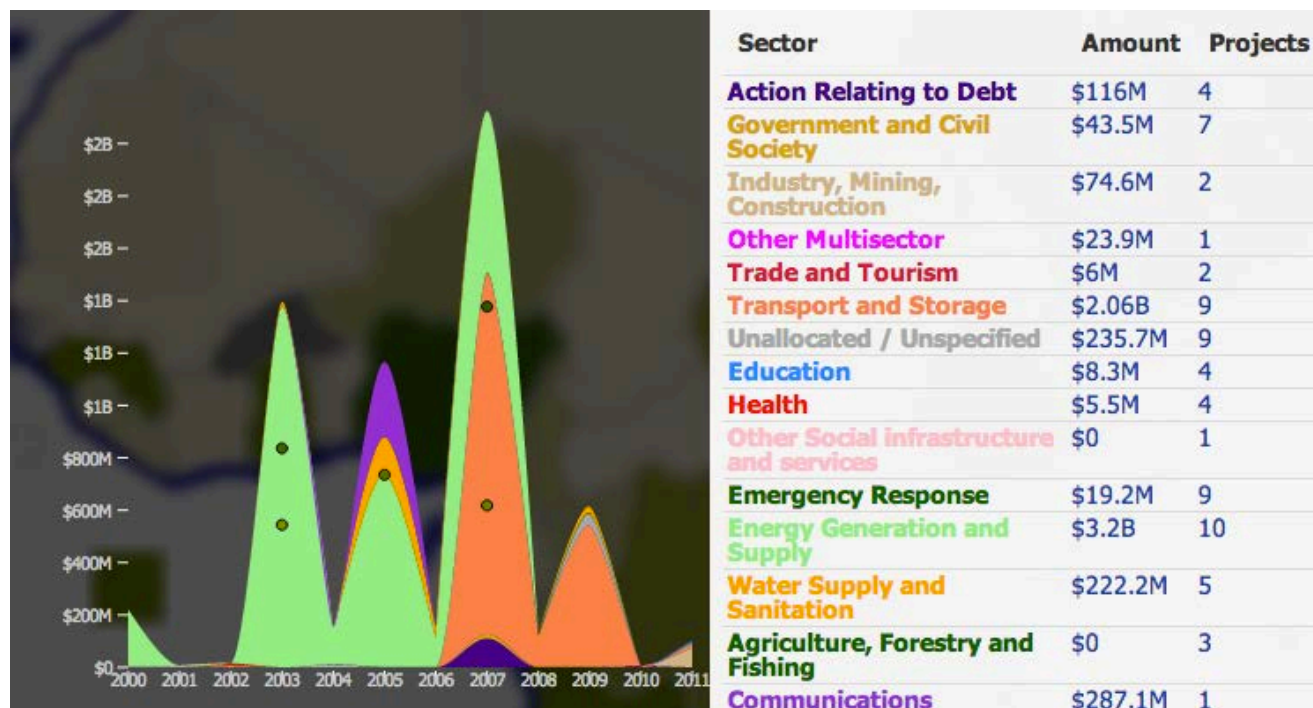 $2B
$2B
$2B
$1B
$1B
$1B
$800M
$600M
$400M
$200M
$0
2000 2001 2002 2003 2004 2005 2006 2007 2008 2009 2010 2011
Sector Amount Projects
Action Relating to Debt $116M 4
Government and Civil $43.5M 7
Society
Industry, Mining, $74.6M 2
Construction
Other Multisector $23.9M 1
Trade and Tourism $6M 2
Transport and Storage $2.06B 9
Unallocated / Unspecified $235.7M 9
Education $8.3M 4
Health $5.5M 4
Other Social infrastructure $0 1
and services
Emergency Response $19.2M 9
Energy Generation and $3.2B 10
Supply
Water Supply and $222.2M 5
Sanitation
Agriculture, Forestry and $0 3
Fishing
Communications $287.1M 1